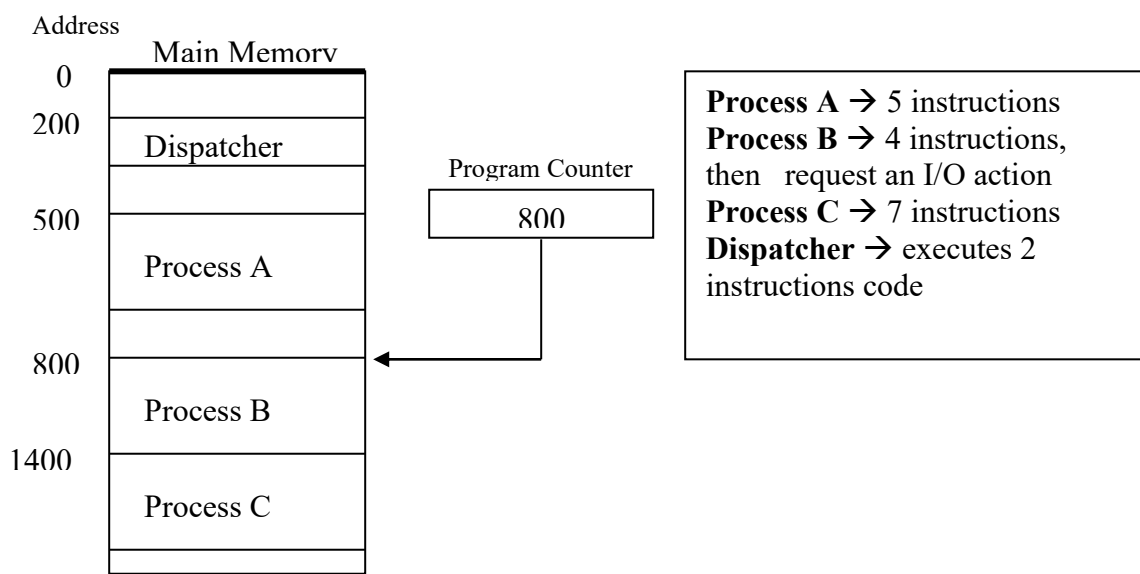 Address
Main Memory
0
200
Dispatcher
500
Process A
800
Process B
1400
Process C
Program Counter
800
Process A → 5 instructions
Process B → 4 instructions,
then request an I/O action
Process C → 7 instructions
Dispatcher → executes 2
instructions code